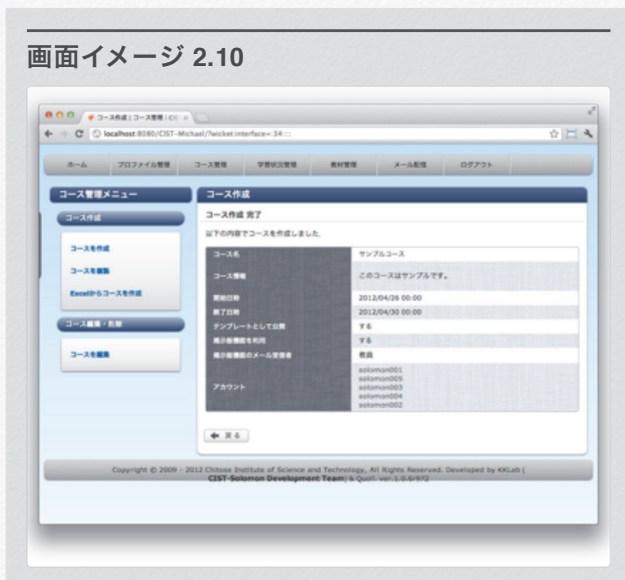 画面イメージ 2.10
コース作成 | コース管理 | CIS
localhost:8080/CIST-Michael/?wicket:interface=:34::::
ホーム プロファイル管理 コース管理 学習状況管理 教材管理 メール配信 ログアウト
コース管理メニュー
コース作成
コースを作成
コースを複製
Excelからコースを作成
コース編集・削除
コースを編集
コース作成
コース作成 完了
以下の内容でコースを作成しました。
コース名 サンプルコース
コース情報 このコースはサンプルです。
開始日時 2012/04/26 00:00
終了日時 2012/04/30 00:00
テンプレートとして公開 する
掲示板機能を利用 する
掲示板機能のメール受信者 教員
アカウント
solomon001
solomon005
solomon003
solomon004
solomon002
戻る
Copyright © 2009 - 2012 Chitose Institute of Science and Technology, All Rights Reserved. Developed by KKLab (
CIST-Solomon Development Team) & Quofi. ver.1.0.6r972